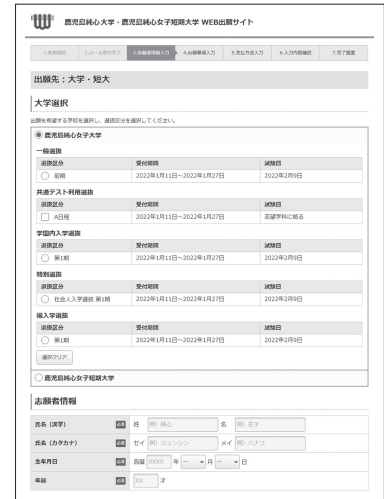 鹿児島純心大学・鹿児島純心女子短期大学 WEB出願サイト
1.利用規約 2.メール受付完了 3.志願者情報入力 4.出願事項入力 5.支払方法入力 6.入力内容確認 7.完了画面
出願先：大学・短大
大学選択
出願を希望する学校を選択し、選抜区分を選択してください。
鹿児島純心女子大学
一般選抜
選抜区分 受付期間 試験日
前期 2022年1月11日～2022年1月27日 2022年2月9日
共通テスト利用選抜
選抜区分 受付期間 試験日
A日程 2022年1月11日～2022年1月27日 志望学科に拠る
学園内入学選抜
選抜区分 受付期間 試験日
第1期 2022年1月11日～2022年1月27日 2022年2月9日
特別選抜
選抜区分 受付期間 試験日
社会人入学選抜 第1期 2022年1月11日～2022年1月27日 2022年2月9日
編入学選抜
選抜区分 受付期間 試験日
第1期 2022年1月11日～2022年1月27日 2022年2月9日
選択クリア
鹿児島純心女子短期大学
志願者情報
氏名（漢字） 必須 姓 例）純心 名 例）花子
氏名（カタカナ） 必須 セイ 例）ジュンシン メイ 例）ハナコ
生年月日 必須 西暦 XXXX 年 -- 月 -- 日
年齢 必須 XX 才